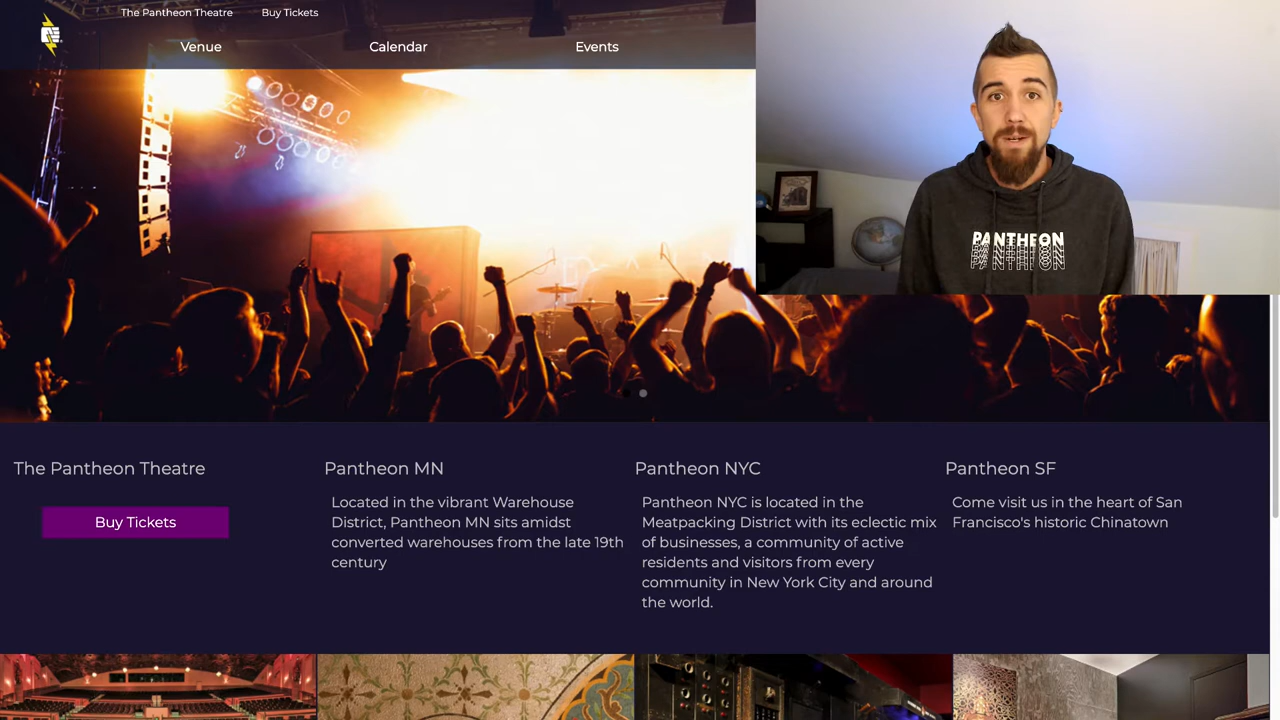 The Pantheon Theatre
Buy Tickets
Venue
Calendar
Events
PANTHEON
The Pantheon Theatre
Buy Tickets
Pantheon MN
Located in the vibrant Warehouse
District, Pantheon MN sits amidst
converted warehouses from the late 19th
century
Pantheon NYC
Pantheon NYC is located in the
Meatpacking District with its eclectic mix
of businesses, a community of active
residents and visitors from every
community in New York City and around
the world.
Pantheon SF
Come visit us in the heart of San
Francisco's historic Chinatown